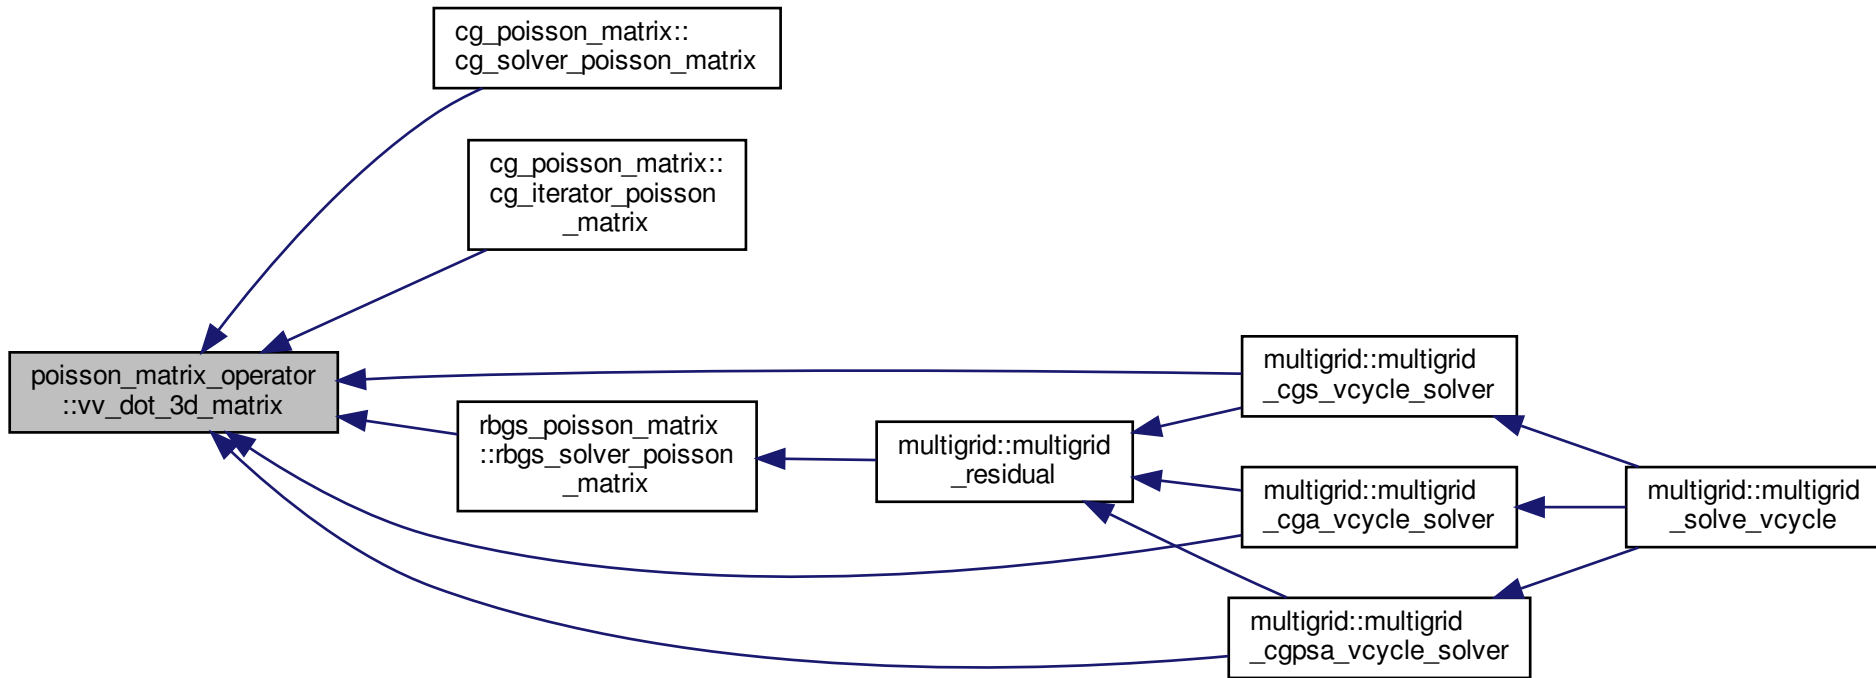 cg_poisson_matrix::
cg_solver_poisson_matrix
cg_poisson_matrix::
cg_iterator_poisson
_matrix
poisson_matrix_operator
::vv_dot_3d_matrix
rbgs_poisson_matrix
::rbgs_solver_poisson
_matrix
multigrid::multigrid
_residual
multigrid::multigrid
_cgs_vcycle_solver
multigrid::multigrid
_cga_vcycle_solver
multigrid::multigrid
_cgpsa_vcycle_solver
multigrid::multigrid
_solve_vcycle